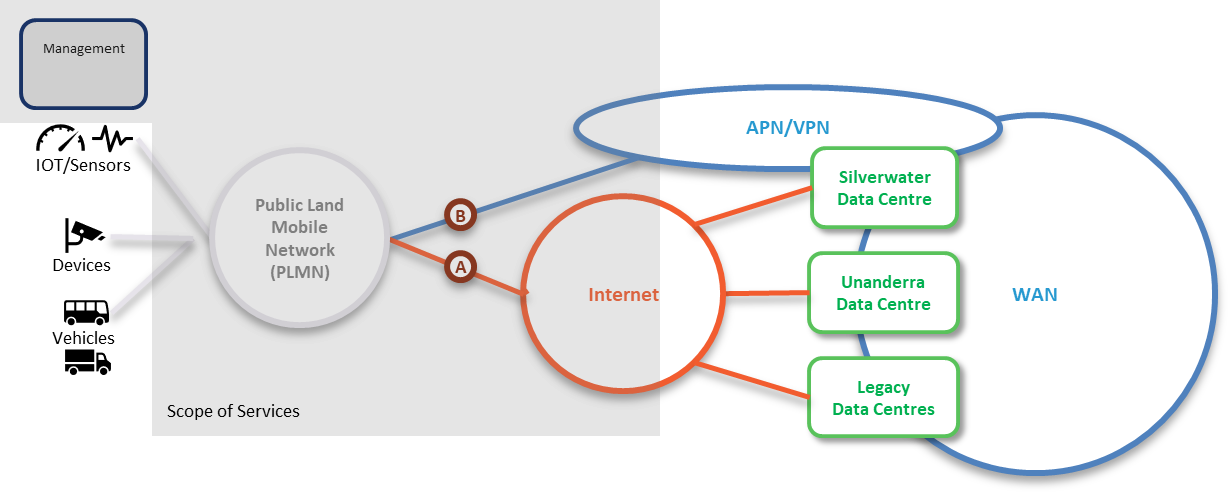 Management
IOT/Sensors
Devices
Vehicles
Public Land
Mobile
Network
(PLMN)
B
A
Scope of Services
APN/VPN
Internet
Silverwater
Data Centre
Unanderra
Data Centre
Legacy
Data Centres
WAN